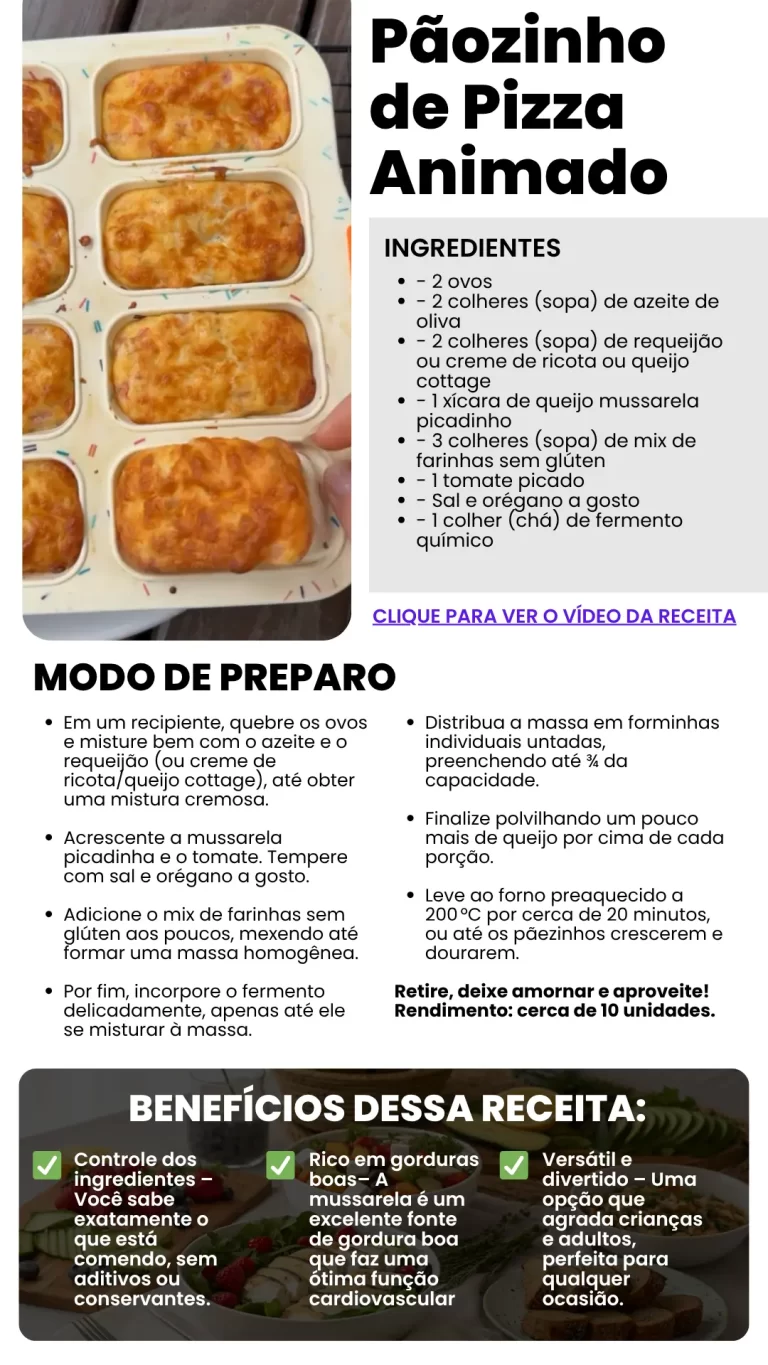 Pãozinho
de Pizza
Animado
INGREDIENTES
• - 2 ovos
• - 2 colheres (sopa) de azeite de
oliva
• - 2 colheres (sopa) de requeijão
ou creme de ricota ou queijo
cottage
• - 1 xícara de queijo mussarela
picadinho
• - 3 colheres (sopa) de mix de
farinhas sem glúten
• - 1 tomate picado
• - Sal e orégano a gosto
• - 1 colher (chá) de fermento
químico
CLIQUE PARA VER O VÍDEO DA RECEITA
MODO DE PREPARO
• Em um recipiente, quebre os ovos
e misture bem com o azeite e o
requeijão (ou creme de
ricota/queijo cottage), até obter
uma mistura cremosa.
• Acrescente a mussarela
picadinha e o tomate. Tempere
com sal e orégano a gosto.
• Adicione o mix de farinhas sem
glúten aos poucos, mexendo até
formar uma massa homogênea.
• Por fim, incorpore o fermento
delicadamente, apenas até ele
se misturar à massa.
• Distribua a massa em forminhas
individuais untadas,
preenchendo até ¾ da
capacidade.
• Finalize polvilhando um pouco
mais de queijo por cima de cada
porção.
• Leve ao forno preaquecido a
200 °C por cerca de 20 minutos,
ou até os pãezinhos crescerem e
dourarem.
Retire, deixe amornar e aproveite!
Rendimento: cerca de 10 unidades.
BENEFÍCIOS DESSA RECEITA:
Controle dos
ingredientes –
Você sabe
exatamente o
que está
comendo, sem
aditivos ou
conservantes.
Rico em gorduras
boas– A
mussarela é um
excelente fonte
de gordura boa
que faz uma
ótima função
cardiovascular
Versátil e
divertido – Uma
opção que
agrada crianças
e adultos,
perfeita para
qualquer
ocasião.